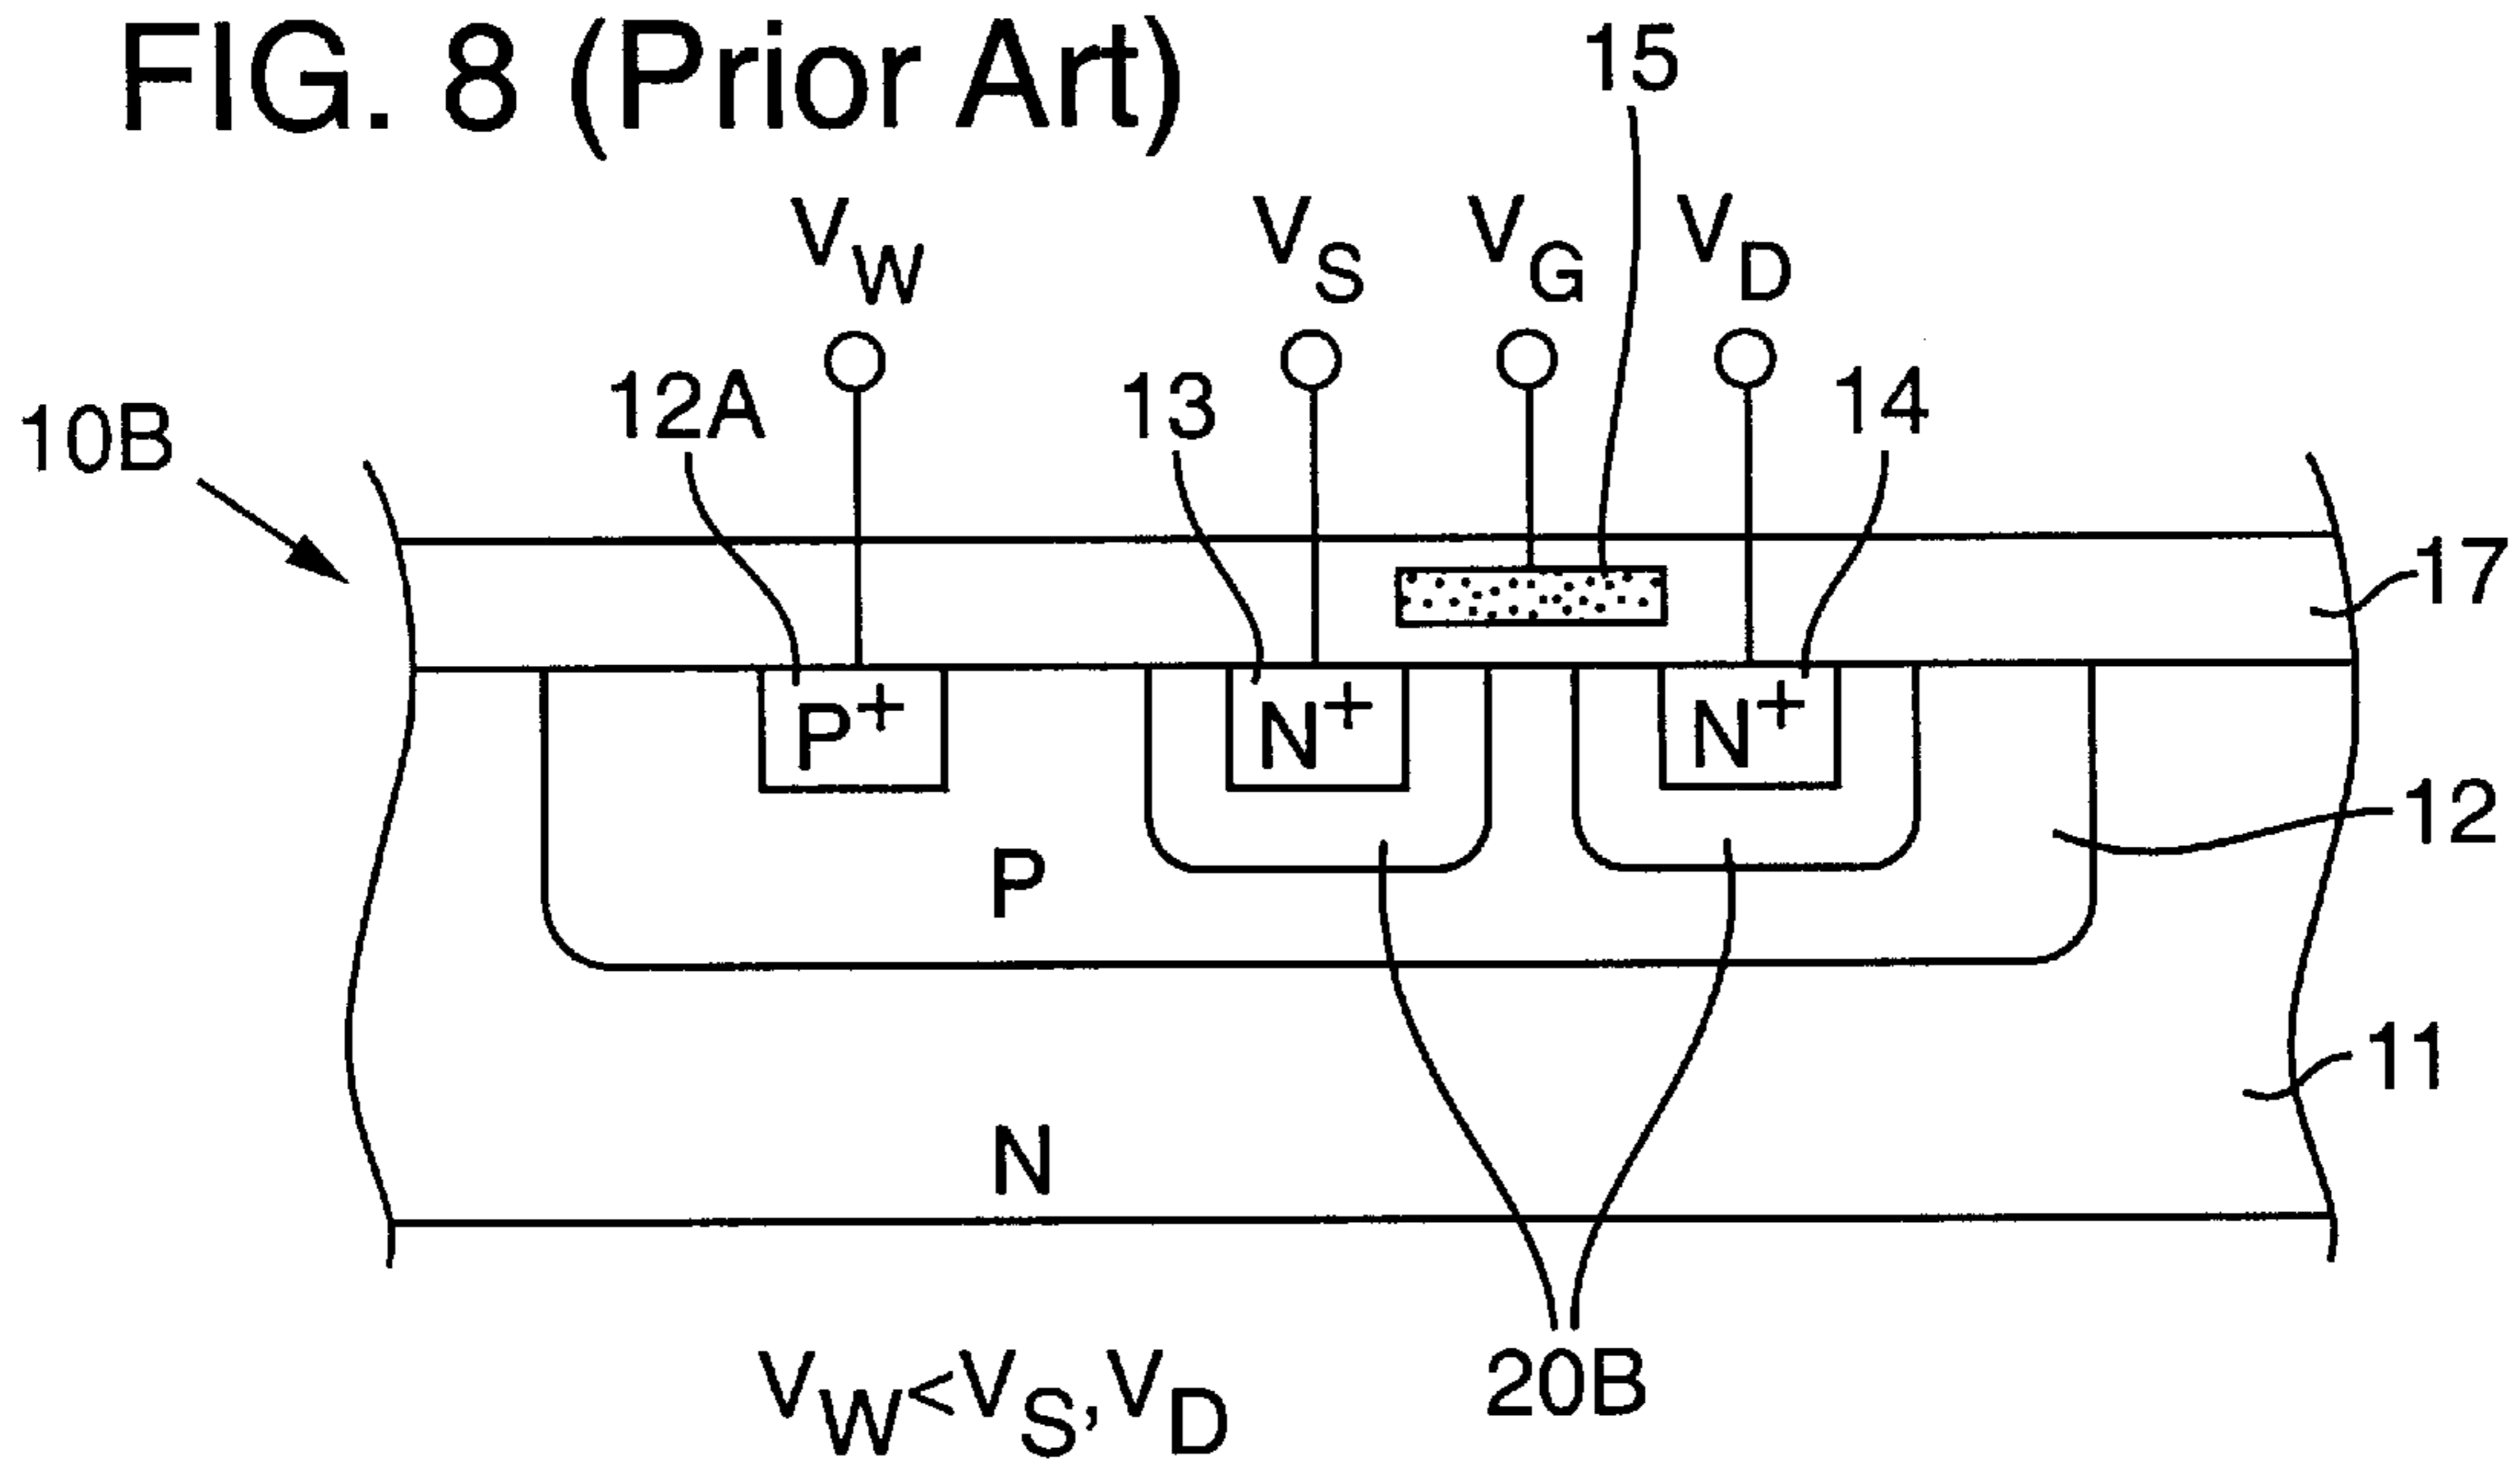 FIG. 8 (Prior Art)
15
VW VS VG VD
10B 12A 13 14
17
P+ N+ N+
12
P
11
N
VW<VS,VD 20B